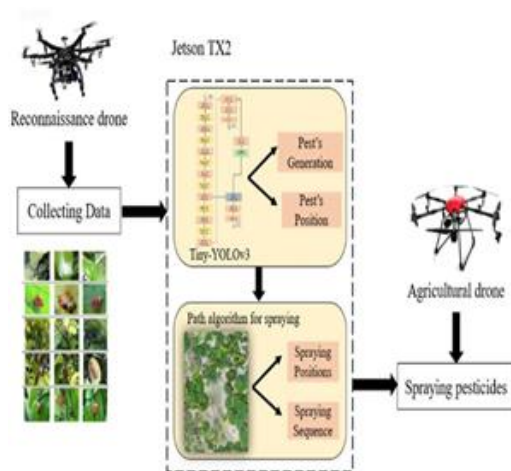 Jetson TX2
Reconnaissance drone
Collecting Data
Pest's
Generation
Pest's
Position
Tiny-YOLOv3
Path algorithm for spraying
Spraying
Positions
Spraying
Sequence
Agricultural drone
Spraying pesticides